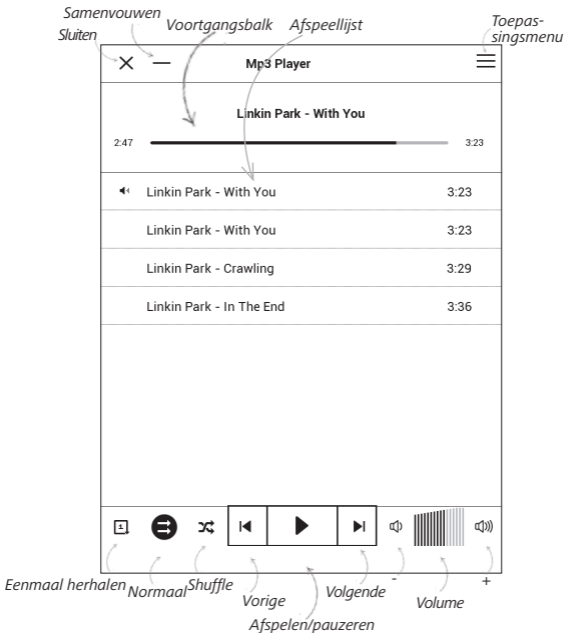 Samenvouwen
Sluiten
Voortgangsbalk
Afspeellijst
Toepas-
singsmenu
Mp3 Player
Linkin Park - With You
2:47
3:23
Linkin Park - With You 3:23
Linkin Park - With You 3:23
Linkin Park - Crawling 3:29
Linkin Park - In The End 3:36
1
Eenmaal herhalen
Normaal
Shuffle
Vorige
Afspelen/pauzeren
Volgende
-
Volume
+